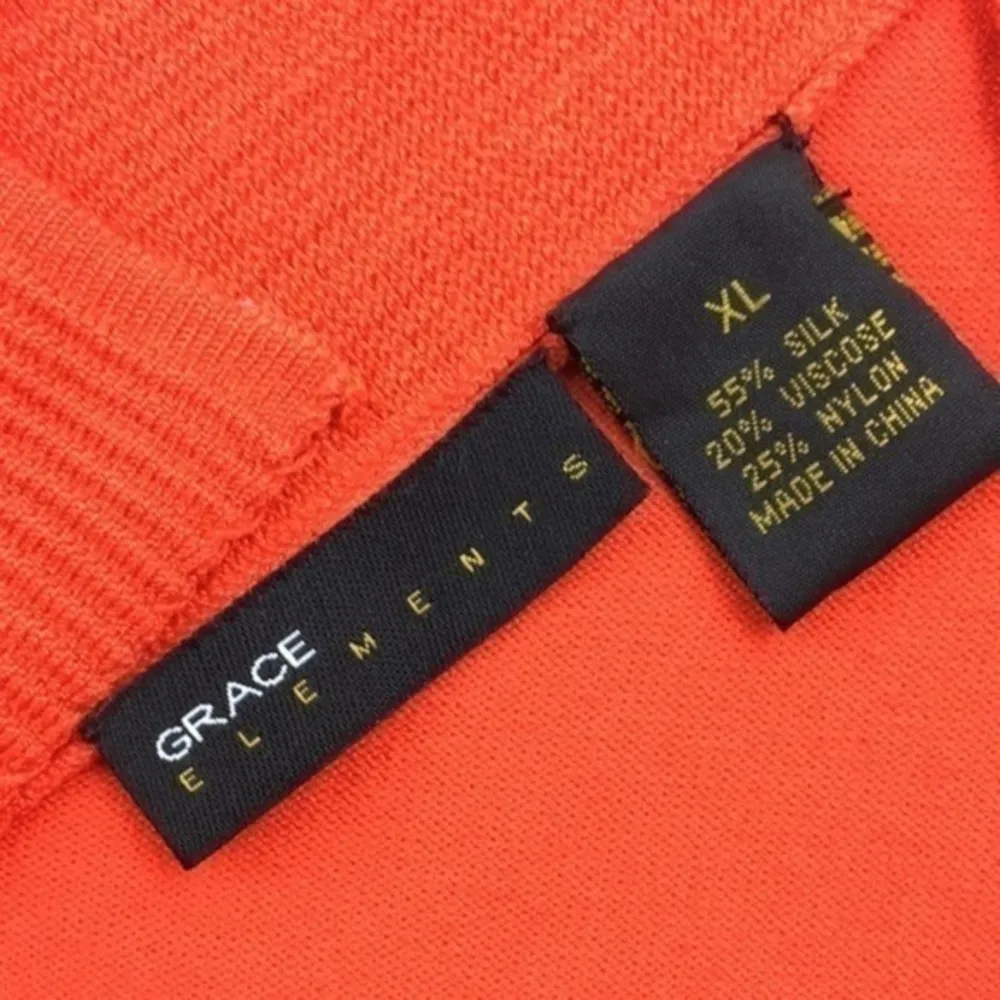 GRACE
ELEMENTS
XL
55% SILK
20% VISCOSE
25% NYLON
MADE IN CHINA